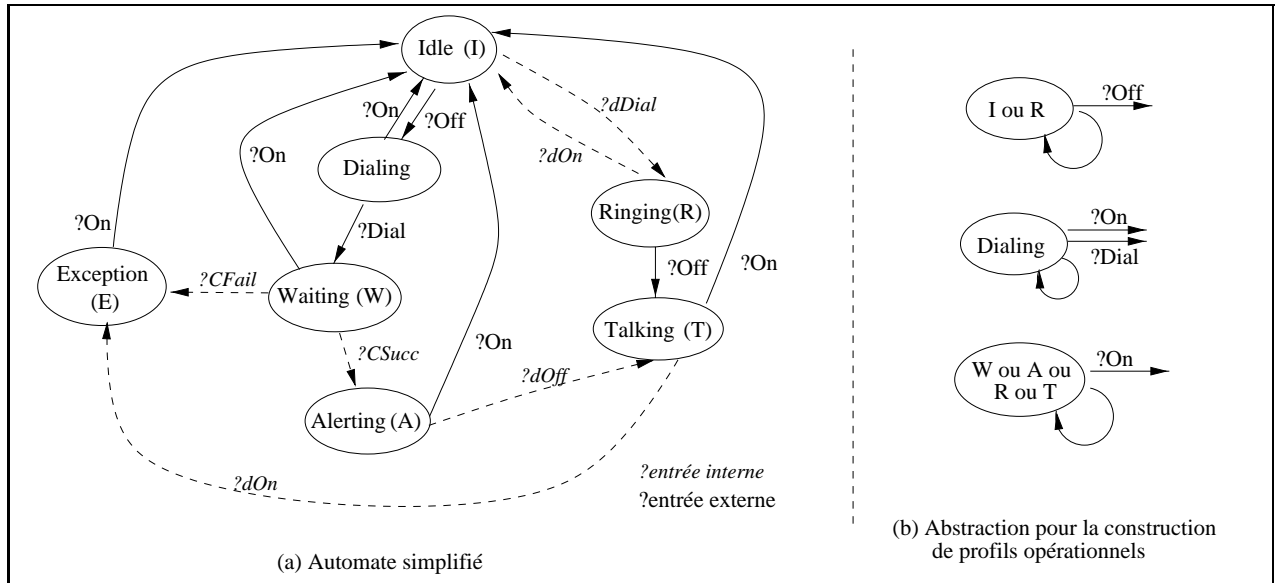 Idle (I)
?On
?Off
?dDial
?dOn
?On
Dialing
Ringing(R)
?On
?Dial
?Off
?On
Exception
(E)
?CFail
Waiting (W)
Talking (T)
?CSucc
?On
?dOff
Alerting (A)
?dOn
?entrée interne
?entrée externe
(a) Automate simplifié
I ou R
?Off
Dialing
?On
?Dial
W ou A ou
R ou T
?On
(b) Abstraction pour la construction
de profils opérationnels